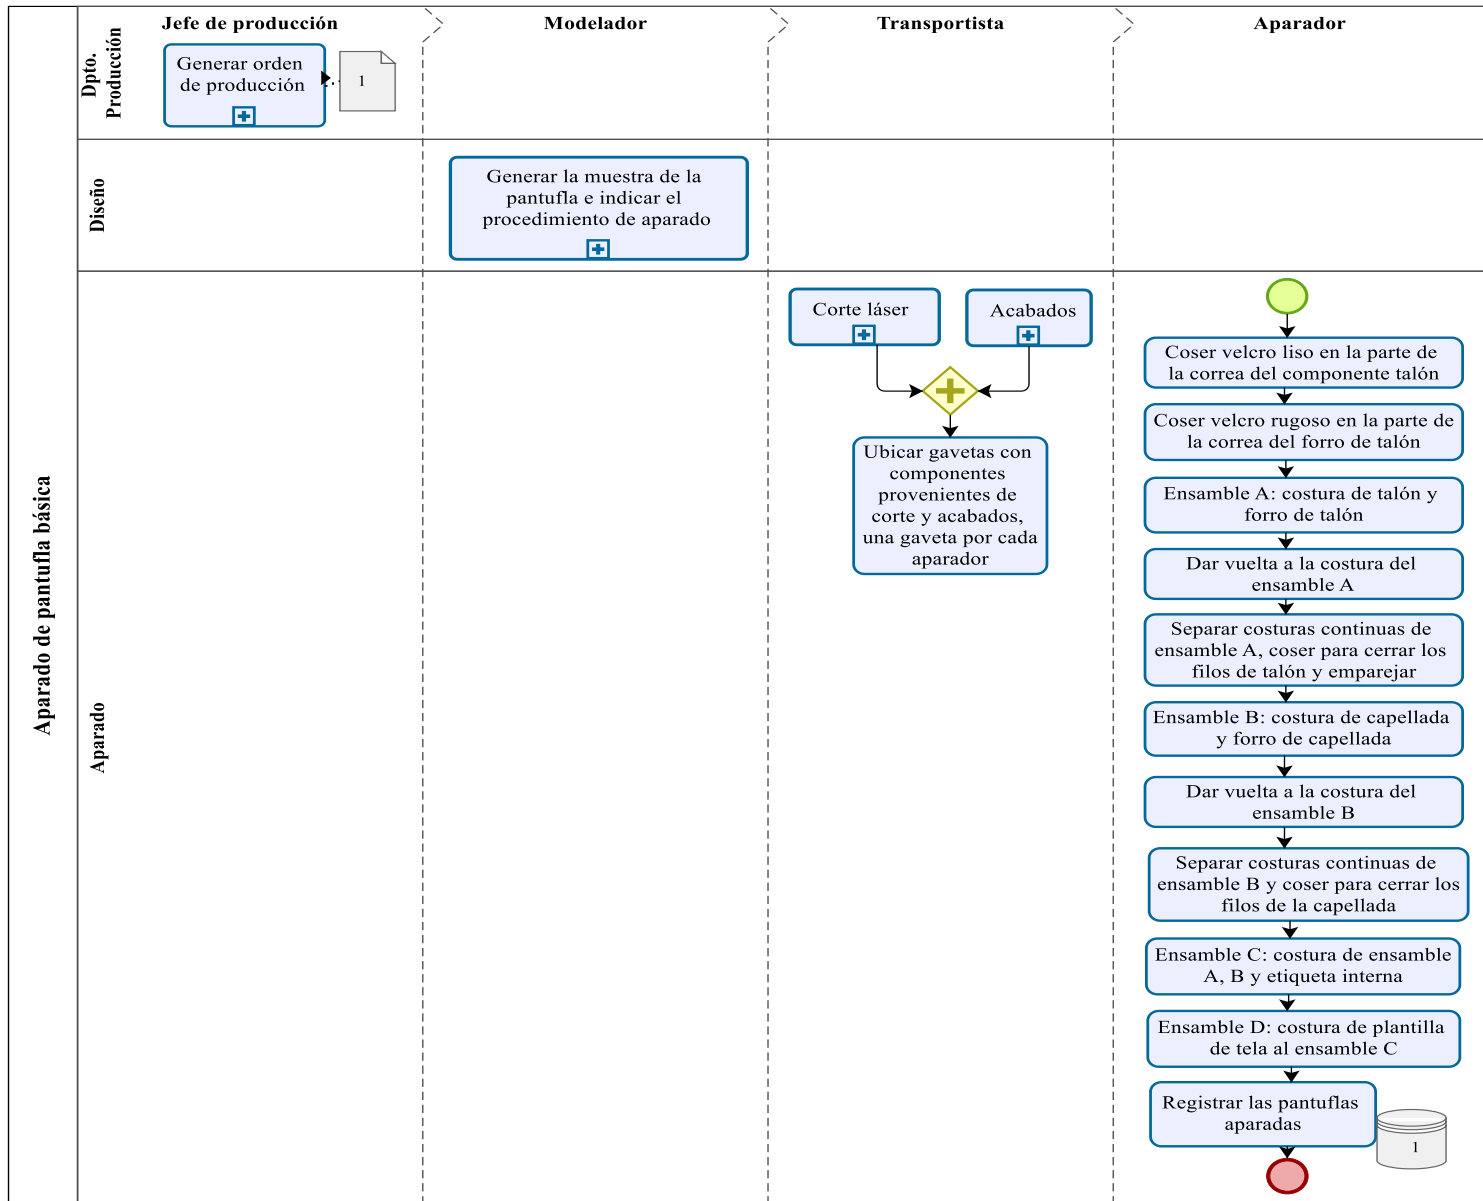 Jefe de producción
Modelador
Transportista
Aparador
Aparado de pantufla básica
Dpto.
Producción
Generar orden
de producción
1
Diseño
Generar la muestra de la
pantufla e indicar el
procedimiento de aparado
Aparado
Corte láser
Acabados
Ubicar gavetas con
componentes
provenientes de
corte y acabados,
una gaveta por cada
aparador
Coser velcro liso en la parte de
la correa del componente talón
Coser velcro rugoso en la parte de
la correa del forro de talón
Ensamble A: costura de talón y
forro de talón
Dar vuelta a la costura del
ensamble A
Separar costuras continuas de
ensamble A, coser para cerrar los
filos de talón y emparejar
Ensamble B: costura de capellada
y forro de capellada
Dar vuelta a la costura del
ensamble B
Separar costuras continuas de
ensamble B y coser para cerrar los
filos de la capellada
Ensamble C: costura de ensamble
A, B y etiqueta interna
Ensamble D: costura de plantilla
de tela al ensamble C
Registrar las pantuflas
aparadas
1